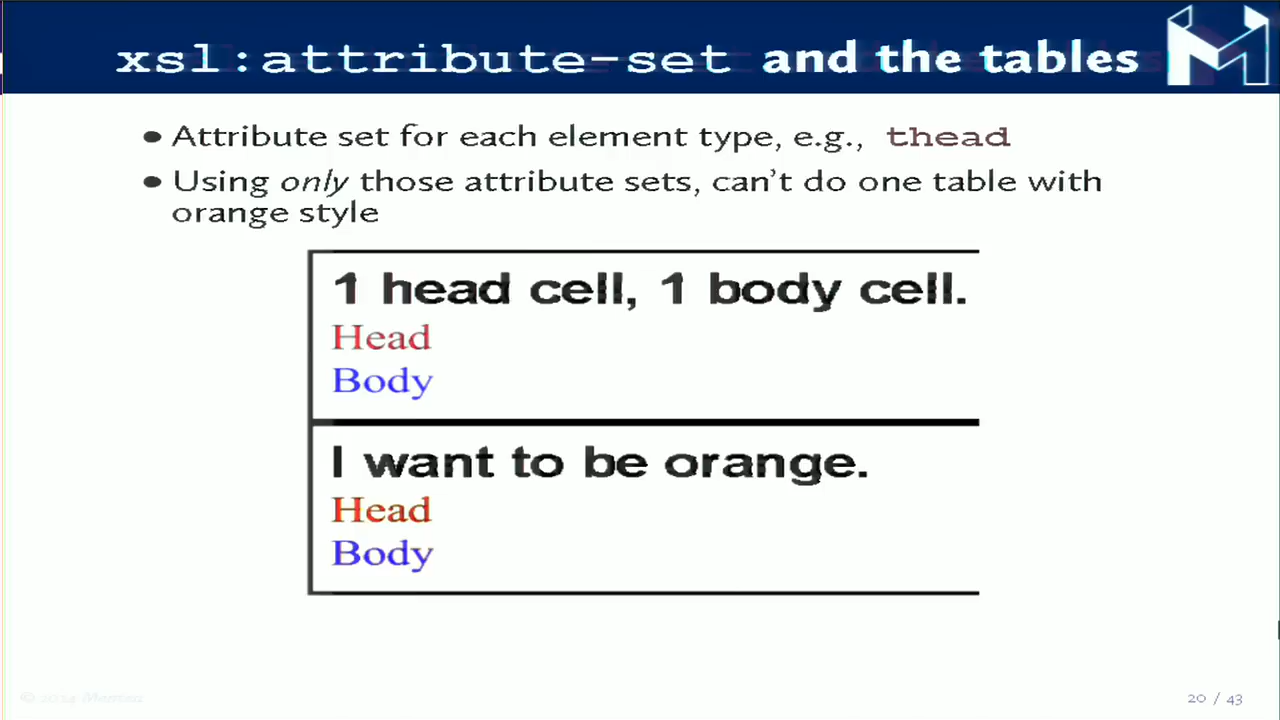 xsl:attribute-set and the tables
• Attribute set for each element type, e.g., thead
• Using only those attribute sets, can't do one table with
orange style
1 head cell, 1 body cell.
Head
Body
I want to be orange.
Head
Body
20 / 43